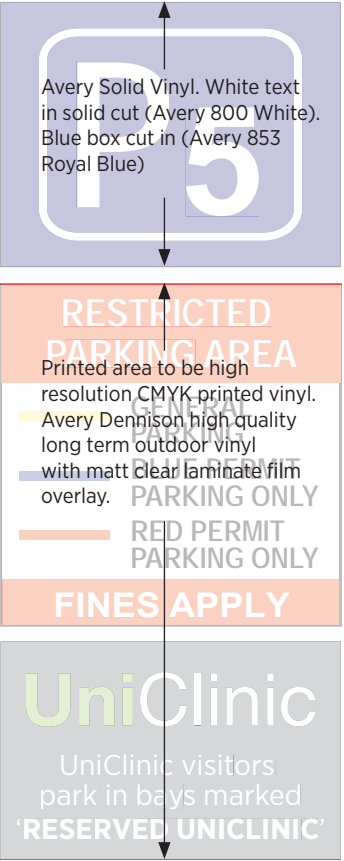 P5
Avery Solid Vinyl. White text
in solid cut (Avery 800 White).
Blue box cut in (Avery 853
Royal Blue)
RESTRICTED
PARKING AREA
Printed area to be high
resolution CMYK printed vinyl.
Avery Dennison high quality
long term outdoor vinyl
with matt clear laminate film
overlay.
GENERAL
PARKING
BLUE PERMIT
PARKING ONLY
RED PERMIT
PARKING ONLY
FINES APPLY
UniClinic
UniClinic visitors
park in bays marked
‘RESERVED UNICLINIC’